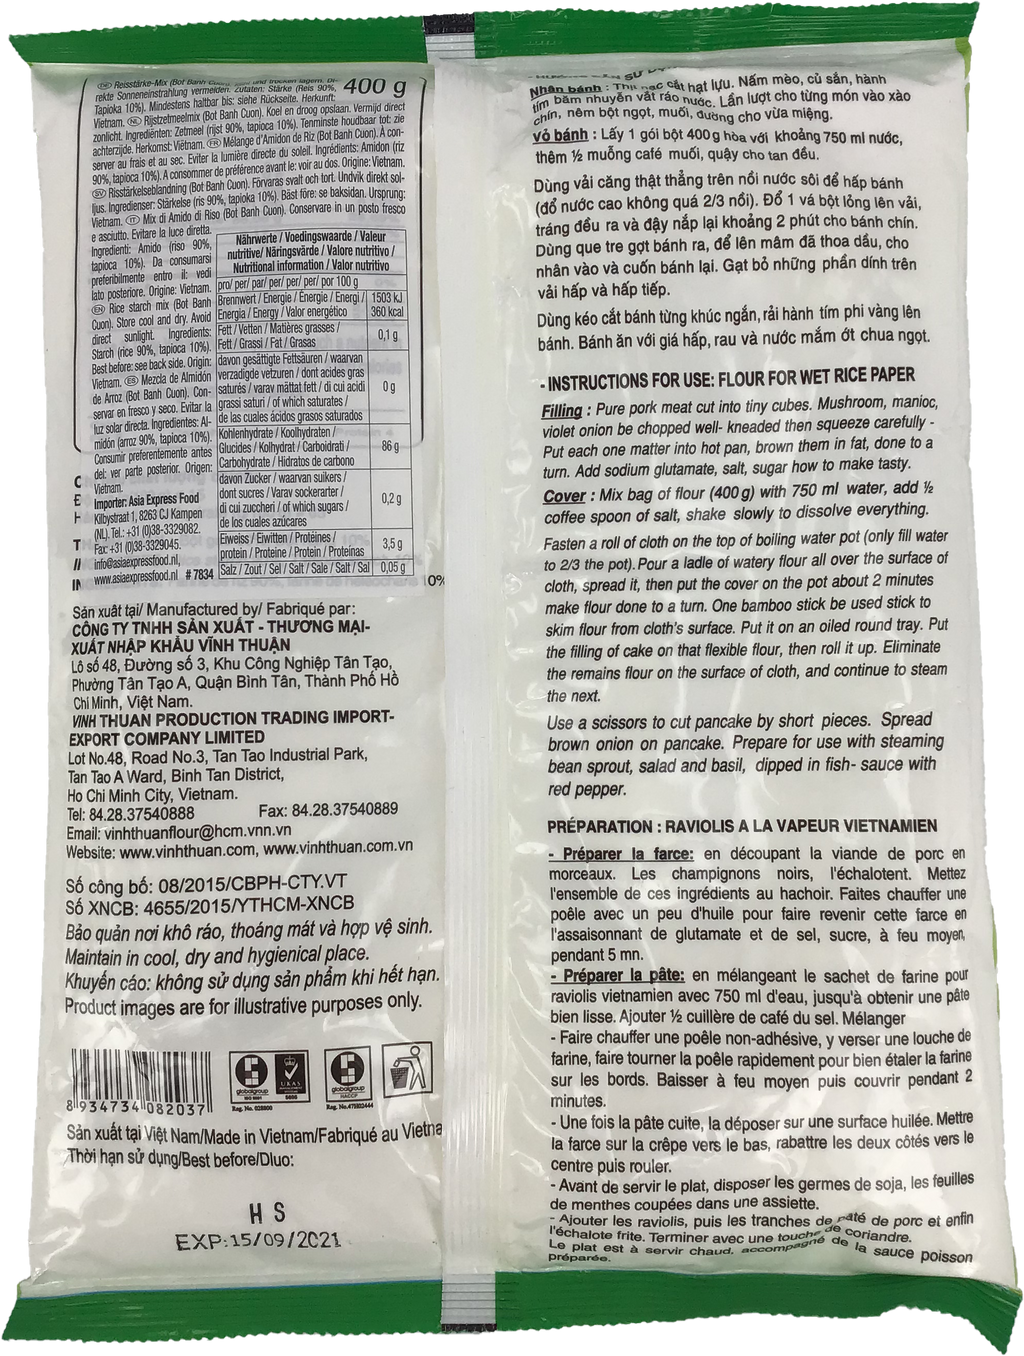 Reisstärke-Mix (Bot Banh Cuon). Kühl und trocken lagern. Di-
rekte Sonneneinstrahlung vermeiden. Zutaten: Stärke (Reis 90%,
400 g
Tapioka 10%). Mindestens haltbar bis: siehe Rückseite. Herkunft:
Vietnam. NL Rijstzetmeelmix (Bot Banh Cuon). Koel en droog opslaan. Vermijd direct
zonlicht. Ingrediënten: Zetmeel (rijst 90%, tapioca 10%). Tenminste houdbaar tot: zie
achterzijde. Herkomst: Viëtnam. FR Mélange d'Amidon de Riz (Bot Banh Cuon). À con-
server au frais et au sec. Eviter la lumière directe du soleil. Ingrédients: Amidon (riz
90%, tapioca 10%). A consommer de préférence avant le: voir au dos. Origine: Vietnam.
SV Risstärkelseblandning (Bot Banh Cuon). Förvaras svalt och tort. Undvik direkt sol-
ljus. Ingredienser: Stärkelse (ris 90%, tapioka 10%). Bäst före: se baksidan. Ursprung:
Vietnam. IT Mix di Amido di Riso (Bot Banh Cuon). Conservare in un posto fresco
e asciutto. Evitare la luce diretta.
Ingredienti: Amido (riso 90%,
tapioca 10%). Da consumarsi
preferibilmente entro il: vedi
lato posteriore. Origine: Vietnam.
EN Rice starch mix (Bot Banh
Cuon). Store cool and dry. Avoid
direct sunlight. Ingredients:
Starch (rice 90%, tapioca 10%).
Best before: see back side. Origin:
Vietnam. ES Mezcla de Almidón
de Arroz (Bot Banh Cuon). Con-
servar en fresco y seco. Evitar la
luz solar directa. Ingredientes: Al-
midón (arroz 90%, tapioca 10%).
Consumir preferentemente antes
del: ver parte posterior. Origen:
Vietnam.
Importer: Asia Express Food
Kilbystraat 1, 8263 CJ Kampen
(NL). Tel.: +31 (0)38-3329082.
Fax: +31 (0)38-3329045.
info@asiaexpressfood.nl,
www.asiaexpressfood.nl # 7834
Nährwerte / Voedingswaarde / Valeur
nutritive/ Näringsvärde / Valore nutritivo /
Nutritional information / Valor nutritivo
pro/ per/ par/ per/ per/ per/ por 100 g
Brennwert / Energie / Énergie / Energi / 1503 kJ
Energia / Energy / Valor energético 360 kcal
Fett / Vetten / Matières grasses /
Fett / Grassi / Fat / Grasas 0,1 g
davon gesättigte Fettsäuren / waarvan
verzadigde vetzuren / dont acides gras
saturés / varav mättat fett / di cui acidi 0 g
grassi saturi / of which saturates /
de las cuales ácidos grasos saturados
Kohlenhydrate / Koolhydraten /
Glucides / Kolhydrat / Carboidrati / 86 g
Carbohydrate / Hidratos de carbono
davon Zucker / waarvan suikers /
dont sucres / Varav sockerarter /
di cui zuccheri / of which sugars / 0,2 g
de los cuales azúcares
Eiweiss / Eiwitten / Protéines /
protein / Proteine / Protein / Proteínas 3,5 g
Salz / Zout / Sel / Salt / Sale / Salt / Sal 0,05 g
10%
Sản xuất tại/ Manufactured by/ Fabriqué par:
CÔNG TY TNHH SẢN XUẤT - THƯƠNG MẠI-
XUẤT NHẬP KHẨU VĨNH THUẬN
Lô số 48, Đường số 3, Khu Công Nghiệp Tân Tạo,
Phường Tân Tạo A, Quận Bình Tân, Thành Phố Hồ
Chí Minh, Việt Nam.
VINH THUAN PRODUCTION TRADING IMPORT-
EXPORT COMPANY LIMITED
Lot No.48, Road No.3, Tan Tao Industrial Park,
Tan Tao A Ward, Binh Tan District,
Ho Chi Minh City, Vietnam.
Tel: 84.28.37540888 Fax: 84.28.37540889
Email: vinhthuanflour@hcm.vnn.vn
Website: www.vinhthuan.com, www.vinhthuan.com.vn
Số công bố: 08/2015/CBPH-CTY.VT
Số XNCB: 4655/2015/YTHCM-XNCB
Bảo quản nơi khô ráo, thoáng mát và hợp vệ sinh.
Maintain in cool, dry and hygienical place.
Khuyến cáo: không sử dụng sản phẩm khi hết hạn.
Product images are for illustrative purposes only.
globalgroup UKAS globalgroup
HACCP
8 934734 082037
Sản xuất tại Việt Nam/Made in Vietnam/Fabriqué au Vietna
Thời hạn sử dụng/Best before/Dluo:
H S
EXP:15/09/2021
Nhân bánh : Thịt nạc cắt hạt lựu. Nấm mèo, củ sắn, hành
tím băm nhuyễn vắt ráo nước. Lần lượt cho từng món vào xào
chín, nêm bột ngọt, muối, đường cho vừa miệng.
vỏ bánh : Lấy 1 gói bột 400g hòa với khoảng 750 ml nước,
thêm ½ muỗng café muối, quậy cho tan đều.
Dùng vải căng thật thẳng trên nồi nước sôi để hấp bánh
(đổ nước cao không quá 2/3 nồi). Đổ 1 vá bột lỏng lên vải,
tráng đều ra và đậy nắp lại khoảng 2 phút cho bánh chín.
Dùng que tre gợt bánh ra, để lên mâm đã thoa dầu, cho
nhân vào và cuốn bánh lại. Gạt bỏ những phần dính trên
vải hấp và hấp tiếp.
Dùng kéo cắt bánh từng khúc ngắn, rải hành tím phi vàng lên
bánh. Bánh ăn với giá hấp, rau và nước mắm ớt chua ngọt.
- INSTRUCTIONS FOR USE: FLOUR FOR WET RICE PAPER
Filling : Pure pork meat cut into tiny cubes. Mushroom, manioc,
violet onion be chopped well- kneaded then squeeze carefully -
Put each one matter into hot pan, brown them in fat, done to a
turn. Add sodium glutamate, salt, sugar how to make tasty.
Cover : Mix bag of flour (400g) with 750 ml water, add ½
coffee spoon of salt, shake slowly to dissolve everything.
Fasten a roll of cloth on the top of boiling water pot (only fill water
to 2/3 the pot). Pour a ladle of watery flour all over the surface of
cloth, spread it, then put the cover on the pot about 2 minutes
make flour done to a turn. One bamboo stick be used stick to
skim flour from cloth's surface. Put it on an oiled round tray. Put
the filling of cake on that flexible flour, then roll it up. Eliminate
the remains flour on the surface of cloth, and continue to steam
the next.
Use a scissors to cut pancake by short pieces. Spread
brown onion on pancake. Prepare for use with steaming
bean sprout, salad and basil, dipped in fish- sauce with
red pepper.
PRÉPARATION : RAVIOLIS A LA VAPEUR VIETNAMIEN
- Préparer la farce: en découpant la viande de porc en
morceaux. Les champignons noirs, l'échalotent. Mettez
l'ensemble de ces ingrédients au hachoir. Faites chauffer une
poêle avec un peu d'huile pour faire revenir cette farce en
l'assaisonnant de glutamate et de sel, sucre, à feu moyen,
pendant 5 mn.
- Préparer la pâte: en mélangeant le sachet de farine pour
raviolis vietnamien avec 750 ml d'eau, jusqu'à obtenir une pâte
bien lisse. Ajouter ½ cuillère de café du sel. Mélanger
- Faire chauffer une poêle non-adhésive, y verser une louche de
farine, faire tourner la poêle rapidement pour bien étaler la farine
sur les bords. Baisser à feu moyen puis couvrir pendant 2
minutes.
- Une fois la pâte cuite, la déposer sur une surface huilée. Mettre
la farce sur la crêpe vers le bas, rabattre les deux côtés vers le
centre puis rouler.
- Avant de servir le plat, disposer les germes de soja, les feuilles
de menthes coupées dans une assiette.
- Ajouter les raviolis, puis les tranches de pâté de porc et enfin
l'échalote frite. Terminer avec une touche de coriandre.
Le plat est à servir chaud, accompagné de la sauce poisson
préparée.